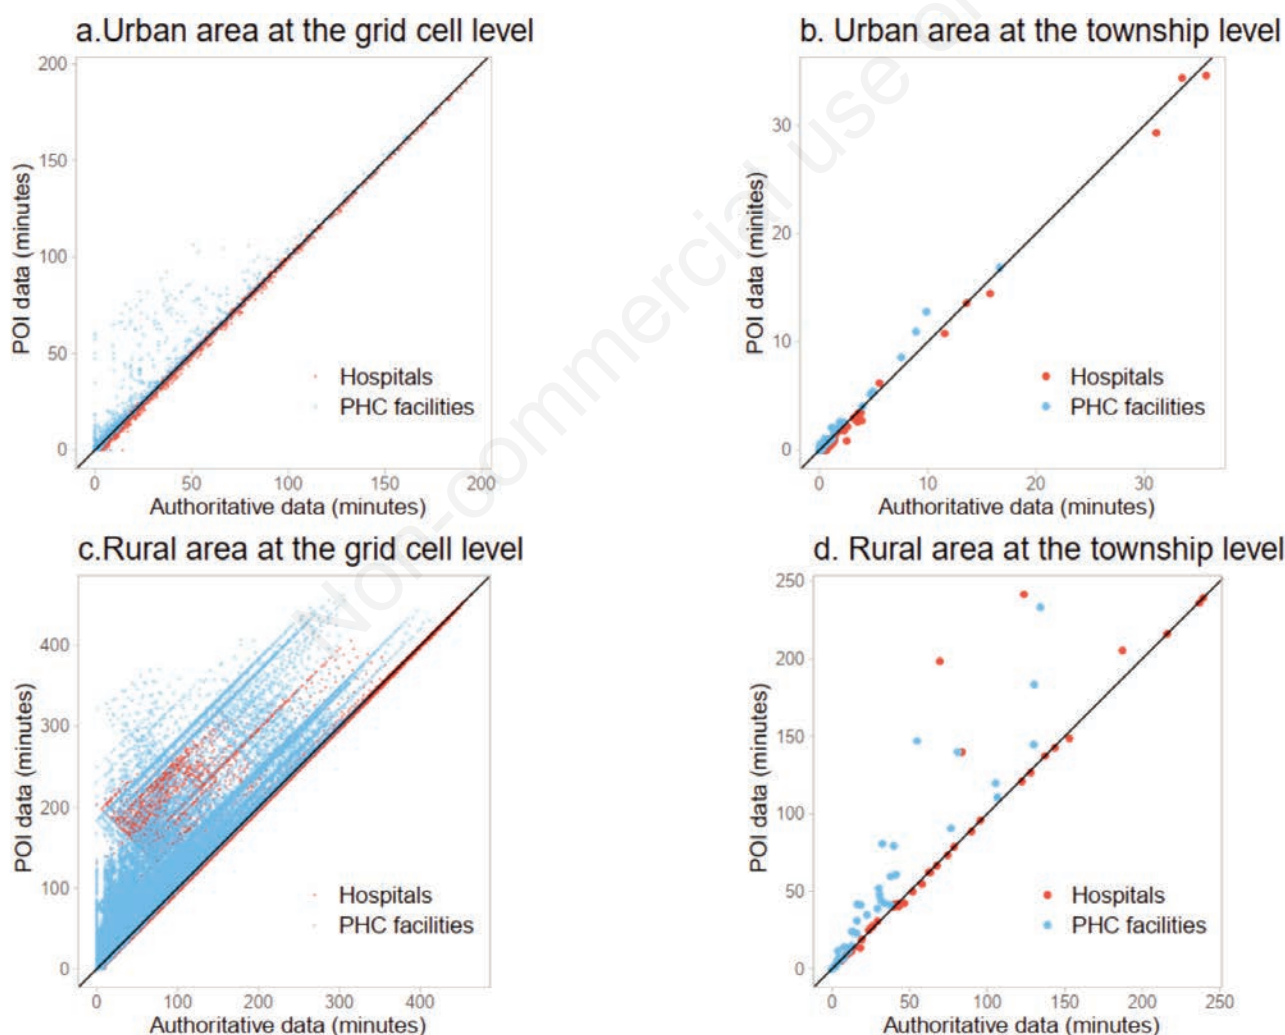 a.Urban area at the grid cell level
200
150
100
50
0
POI data (minutes)
Hospitals
PHC facilities
0 50 100 150 200
Authoritative data (minutes)
b. Urban area at the township level
30
20
10
0
POI data (minites)
Hospitals
PHC facilities
0 10 20 30
Authoritative data (minutes)
c.Rural area at the grid cell level
400
300
200
100
0
POI data (minutes)
Hospitals
PHC facilities
0 100 200 300 400
Authoritative data (minutes)
d. Rural area at the township level
250
200
150
100
50
0
POI data (minutes)
Hospitals
PHC facilities
0 50 100 150 200 250
Authoritative data (minutes)
Non-commercial use